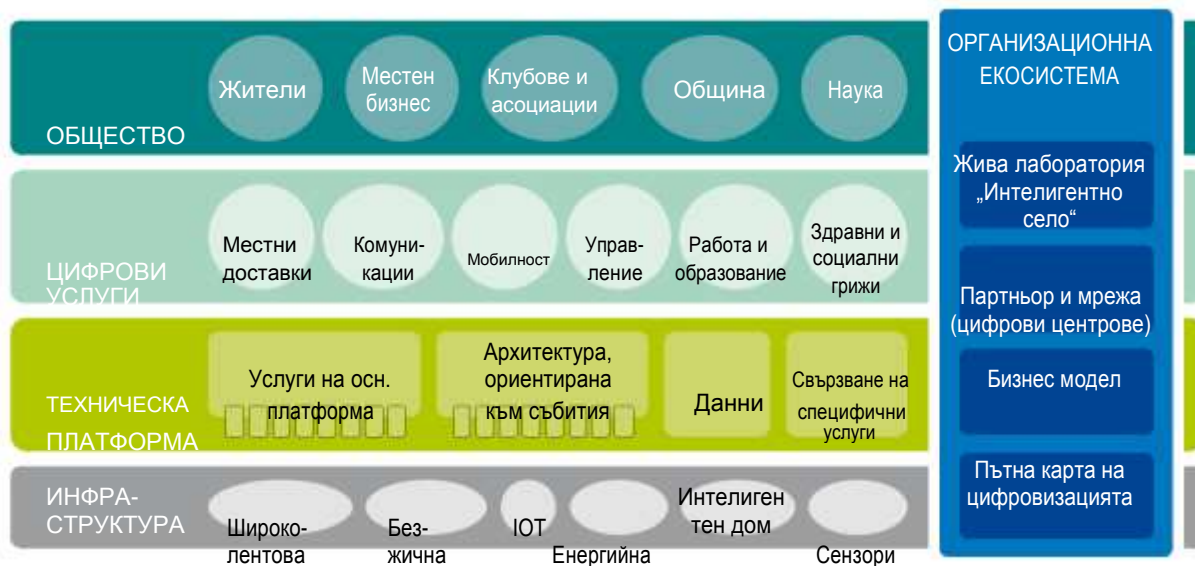 Жители
Местен
бизнес
Клубове и
асоциации
Община
Наука
ОБЩЕСТВО
Местни
доставки
Комуни-
кации
Мобилност
Управ-
ление
Работа и
образование
Здравни и
социални
грижи
ЦИФРОВИ
УСЛУГИ
Услуги на осн.
платформа
Архитектура,
ориентирана
към събития
Данни
Свързване на
специфични
услуги
ТЕХНИЧЕСКА
ПЛАТФОРМА
ИНФРА-
СТРУКТУРА
Широко-
лентова
Без-
жична
IOT
Енергийна
Интелиген
тен дом
Сензори
ОРГАНИЗАЦИОННА
ЕКОСИСТЕМА
Жива лаборатория
„Интелигентно
село“
Партньор и мрежа
(цифрови центрове)
Бизнес модел
Пътна карта на
цифровизацията